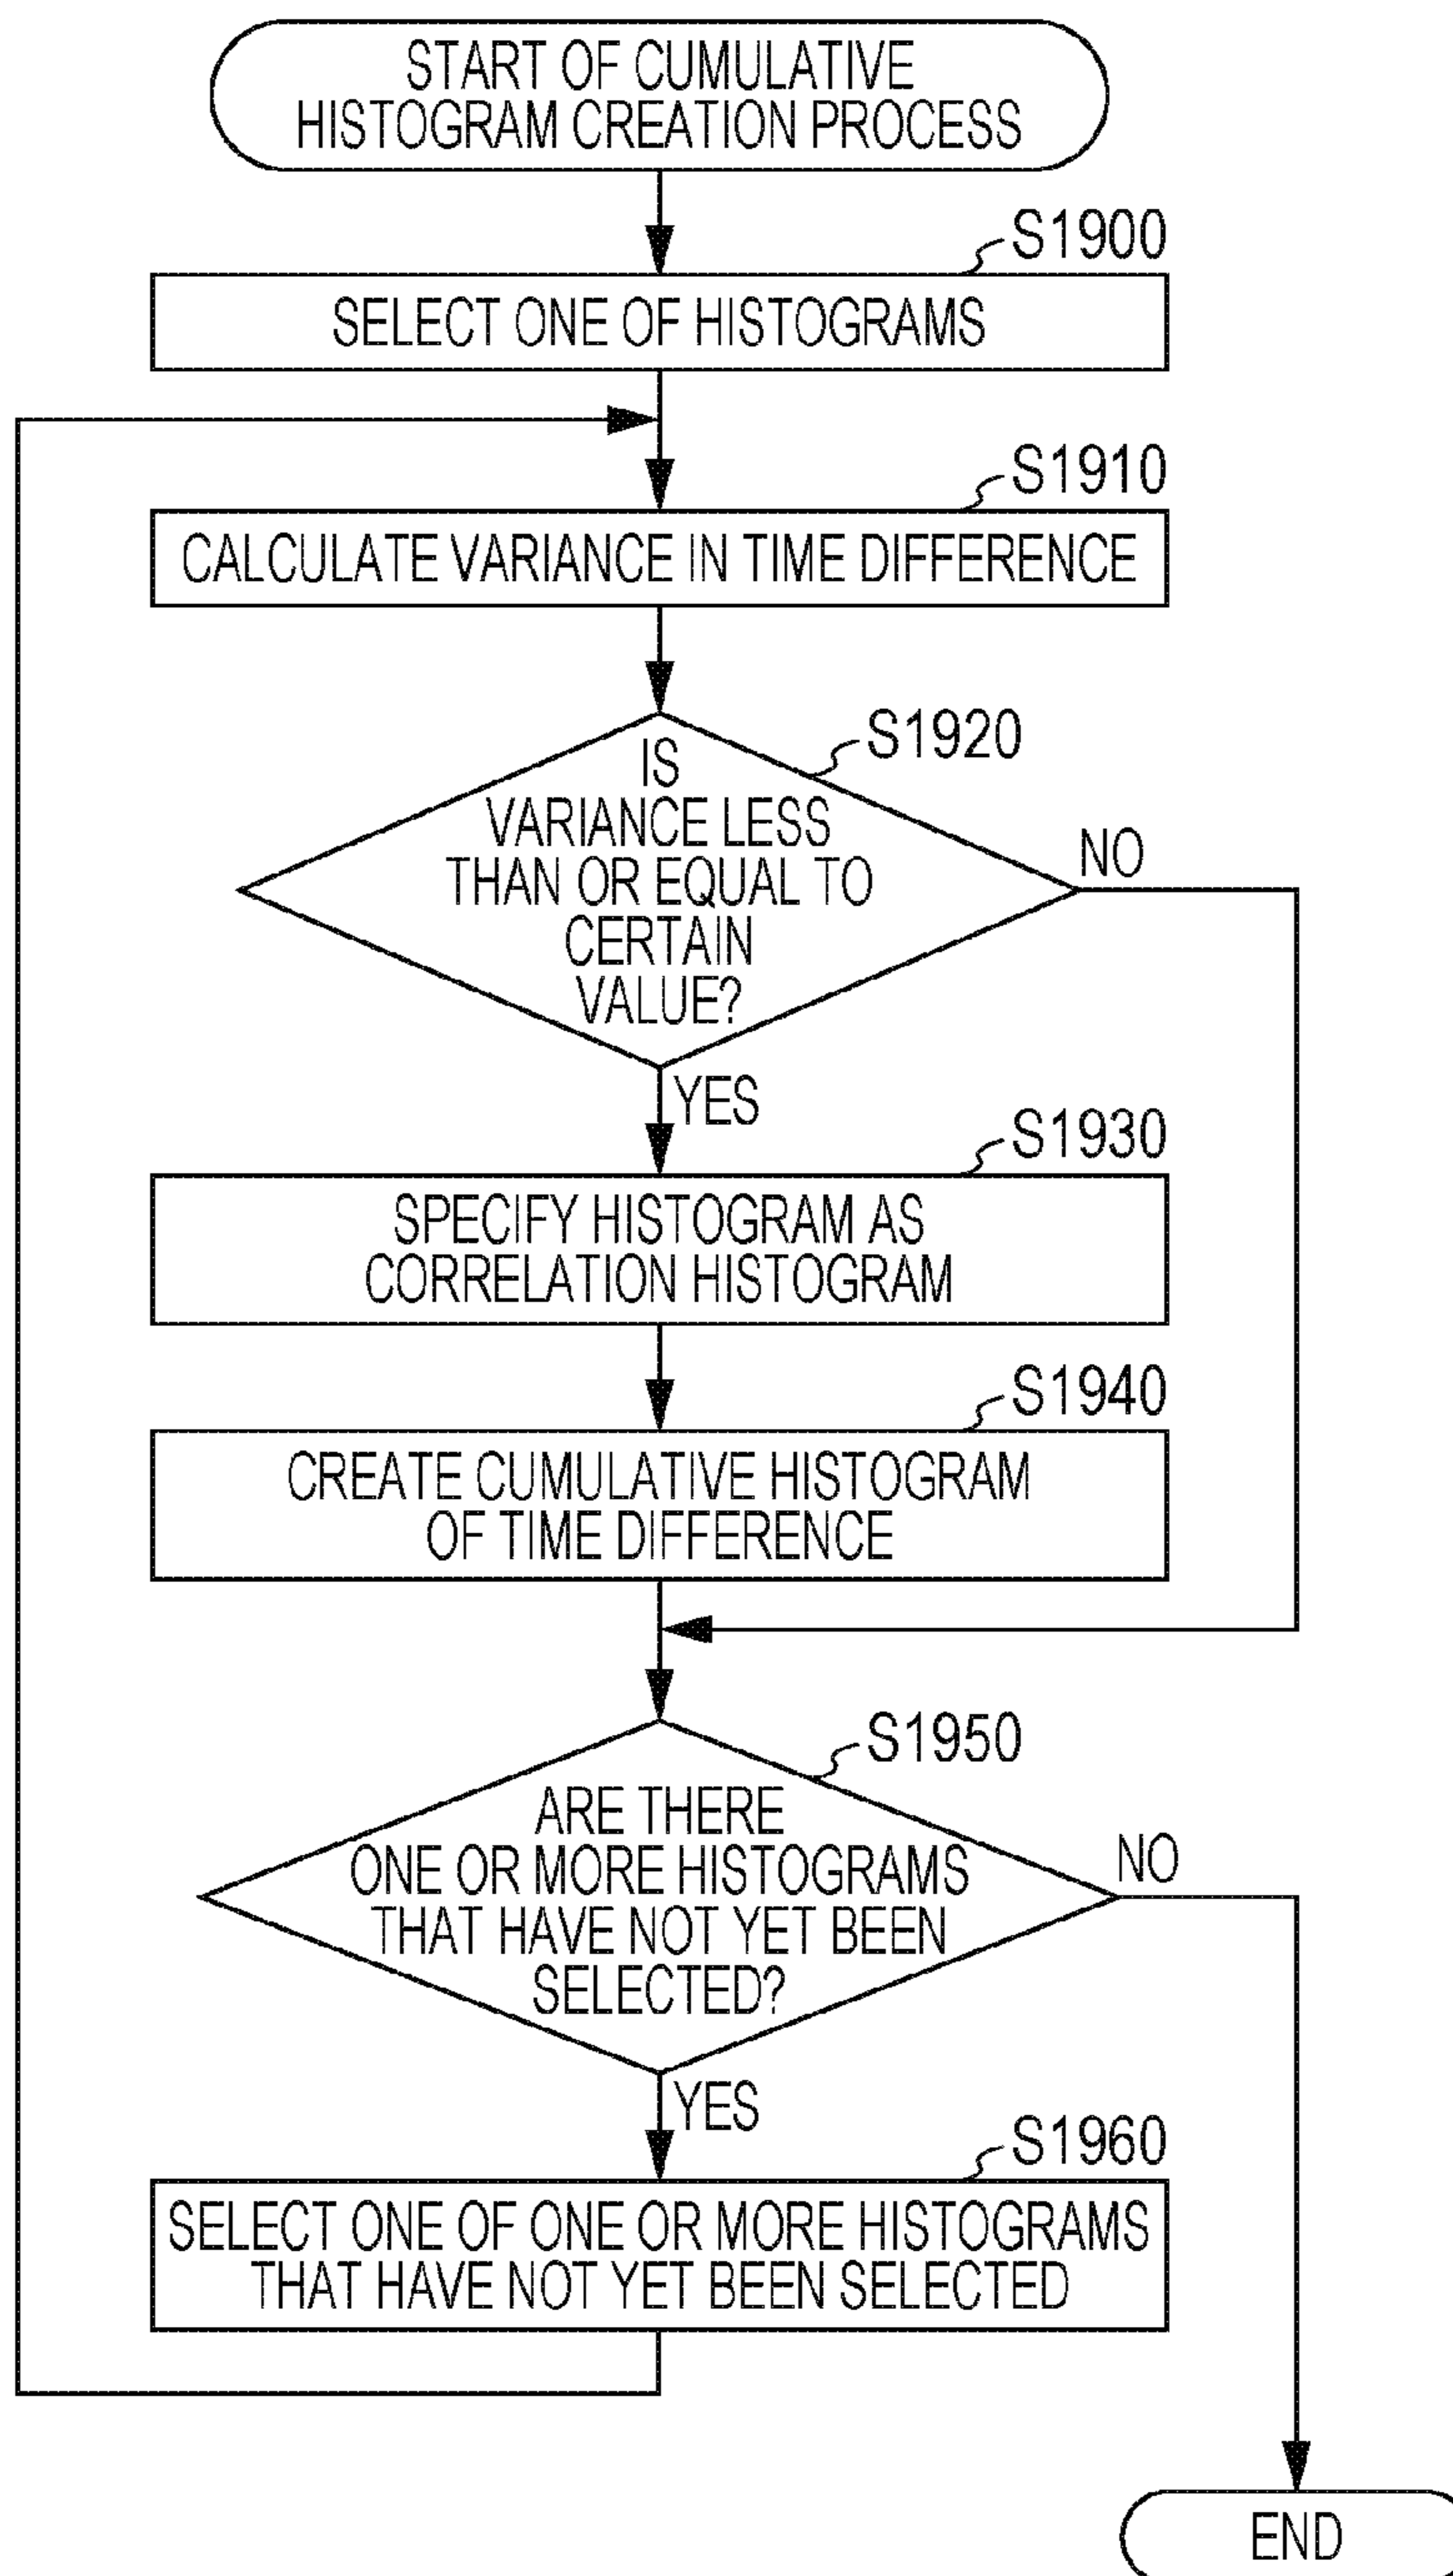 START OF CUMULATIVE
HISTOGRAM CREATION PROCESS
S1900
SELECT ONE OF HISTOGRAMS
S1910
CALCULATE VARIANCE IN TIME DIFFERENCE
S1920
IS
VARIANCE LESS
THAN OR EQUAL TO
CERTAIN
VALUE?
NO
YES
S1930
SPECIFY HISTOGRAM AS
CORRELATION HISTOGRAM
S1940
CREATE CUMULATIVE HISTOGRAM
OF TIME DIFFERENCE
S1950
ARE THERE
ONE OR MORE HISTOGRAMS
THAT HAVE NOT YET BEEN
SELECTED?
NO
YES
S1960
SELECT ONE OF ONE OR MORE HISTOGRAMS
THAT HAVE NOT YET BEEN SELECTED
END